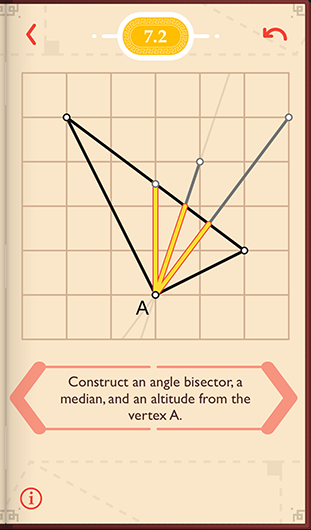 7.2
A
Construct an angle bisector, a
median, and an altitude from the
vertex A.
i